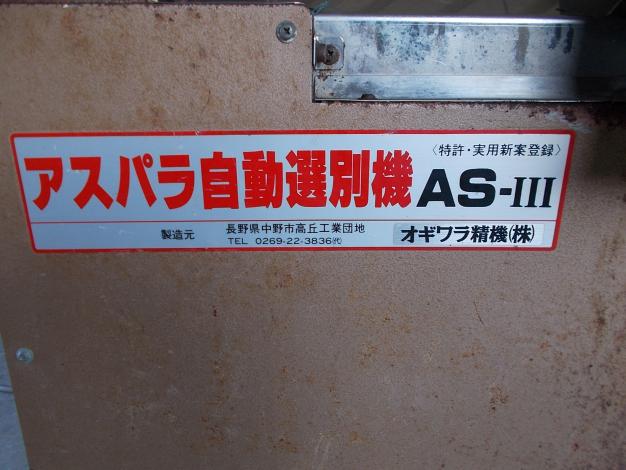 アスパラ自動選別機 AS-III
〈特許・実用新案登録〉
製造元 長野県中野市高丘工業団地
TEL 0269-22-3836㈹
オギワラ精機(株)